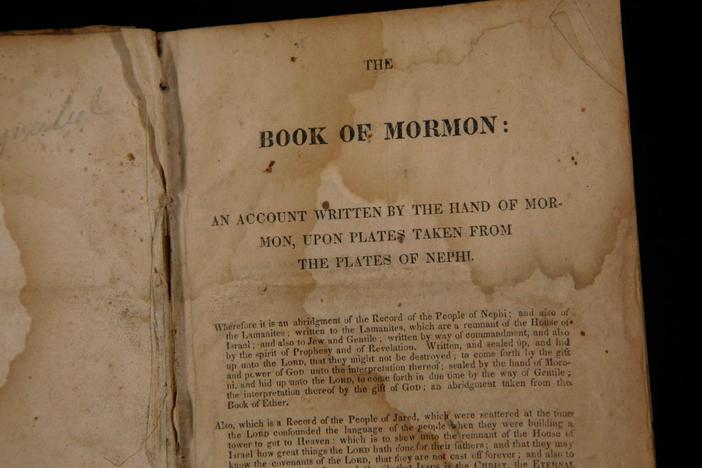 THE
BOOK OF MORMON:
AN ACCOUNT WRITTEN BY THE HAND OF MOR-
MON, UPON PLATES TAKEN FROM
THE PLATES OF NEPHI.
Wherefore it is an abridgment of the Record of the People of Nephi; and also of
the Lamanites; written to the Lamanites, which are a remnant of the House of
Israel; and also to Jew and Gentile; written by way of commandment, and also
by the spirit of Prophesy and of Revelation. Written, and sealed up, and hid
up unto the LORD, that they might not be destroyed; to come forth by the gift
and power of GOD unto the interpretation thereof; sealed by the hand of Moro-
ni, and hid up unto the LORD, to come forth in due time by the way of Gentile;
the interpretation thereof by the gift of GOD; an abridgment taken from the
Book of Ether.
Also, which is a Record of the People of Jared, which were scattered at the time
the LORD confounded the language of the people when they were building a
tower to get to Heaven: which is to shew unto the remnant of the House of
Israel how great things the LORD hath done for their fathers; and that they may
know the covenants of the LORD, that they are not cast off forever; and also to
JESUS is the CHRIST, the ETERNAL